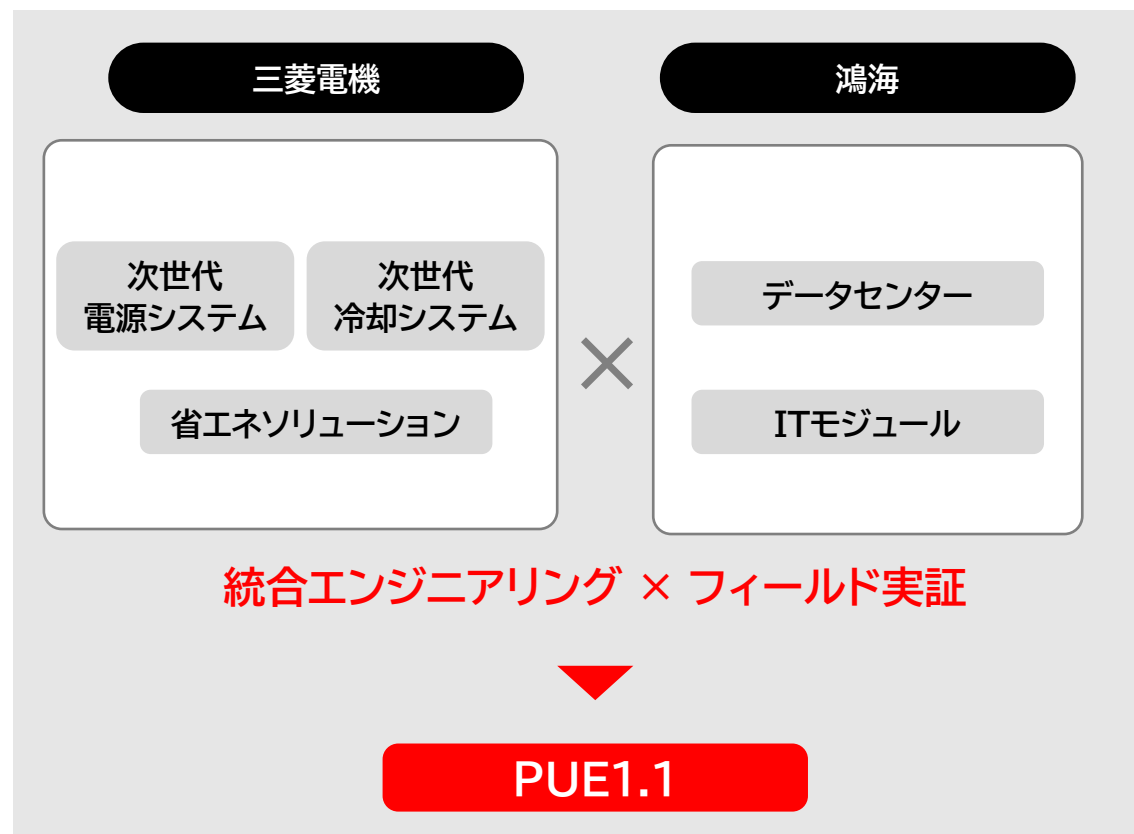 三菱電機
鴻海
次世代
電源システム
次世代
冷却システム
省エネソリューション
×
データセンター
ITモジュール
統合エンジニアリング × フィールド実証
PUE1.1